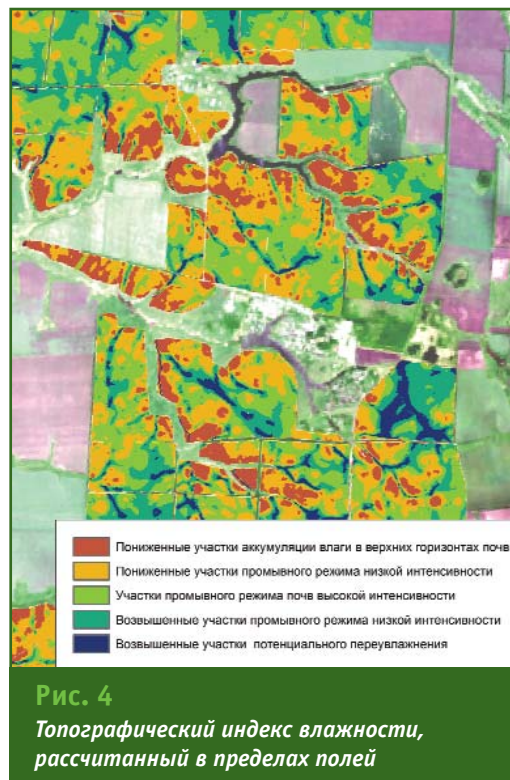 Пониженные участки аккумуляции влаги в верхних горизонтах почв
Пониженные участки промывного режима низкой интенсивности
Участки промывного режима почв высокой интенсивности
Возвышенные участки промывного режима низкой интенсивности
Возвышенные участки потенциального переувлажнения
Рис. 4
Топографический индекс влажности,
рассчитанный в пределах полей